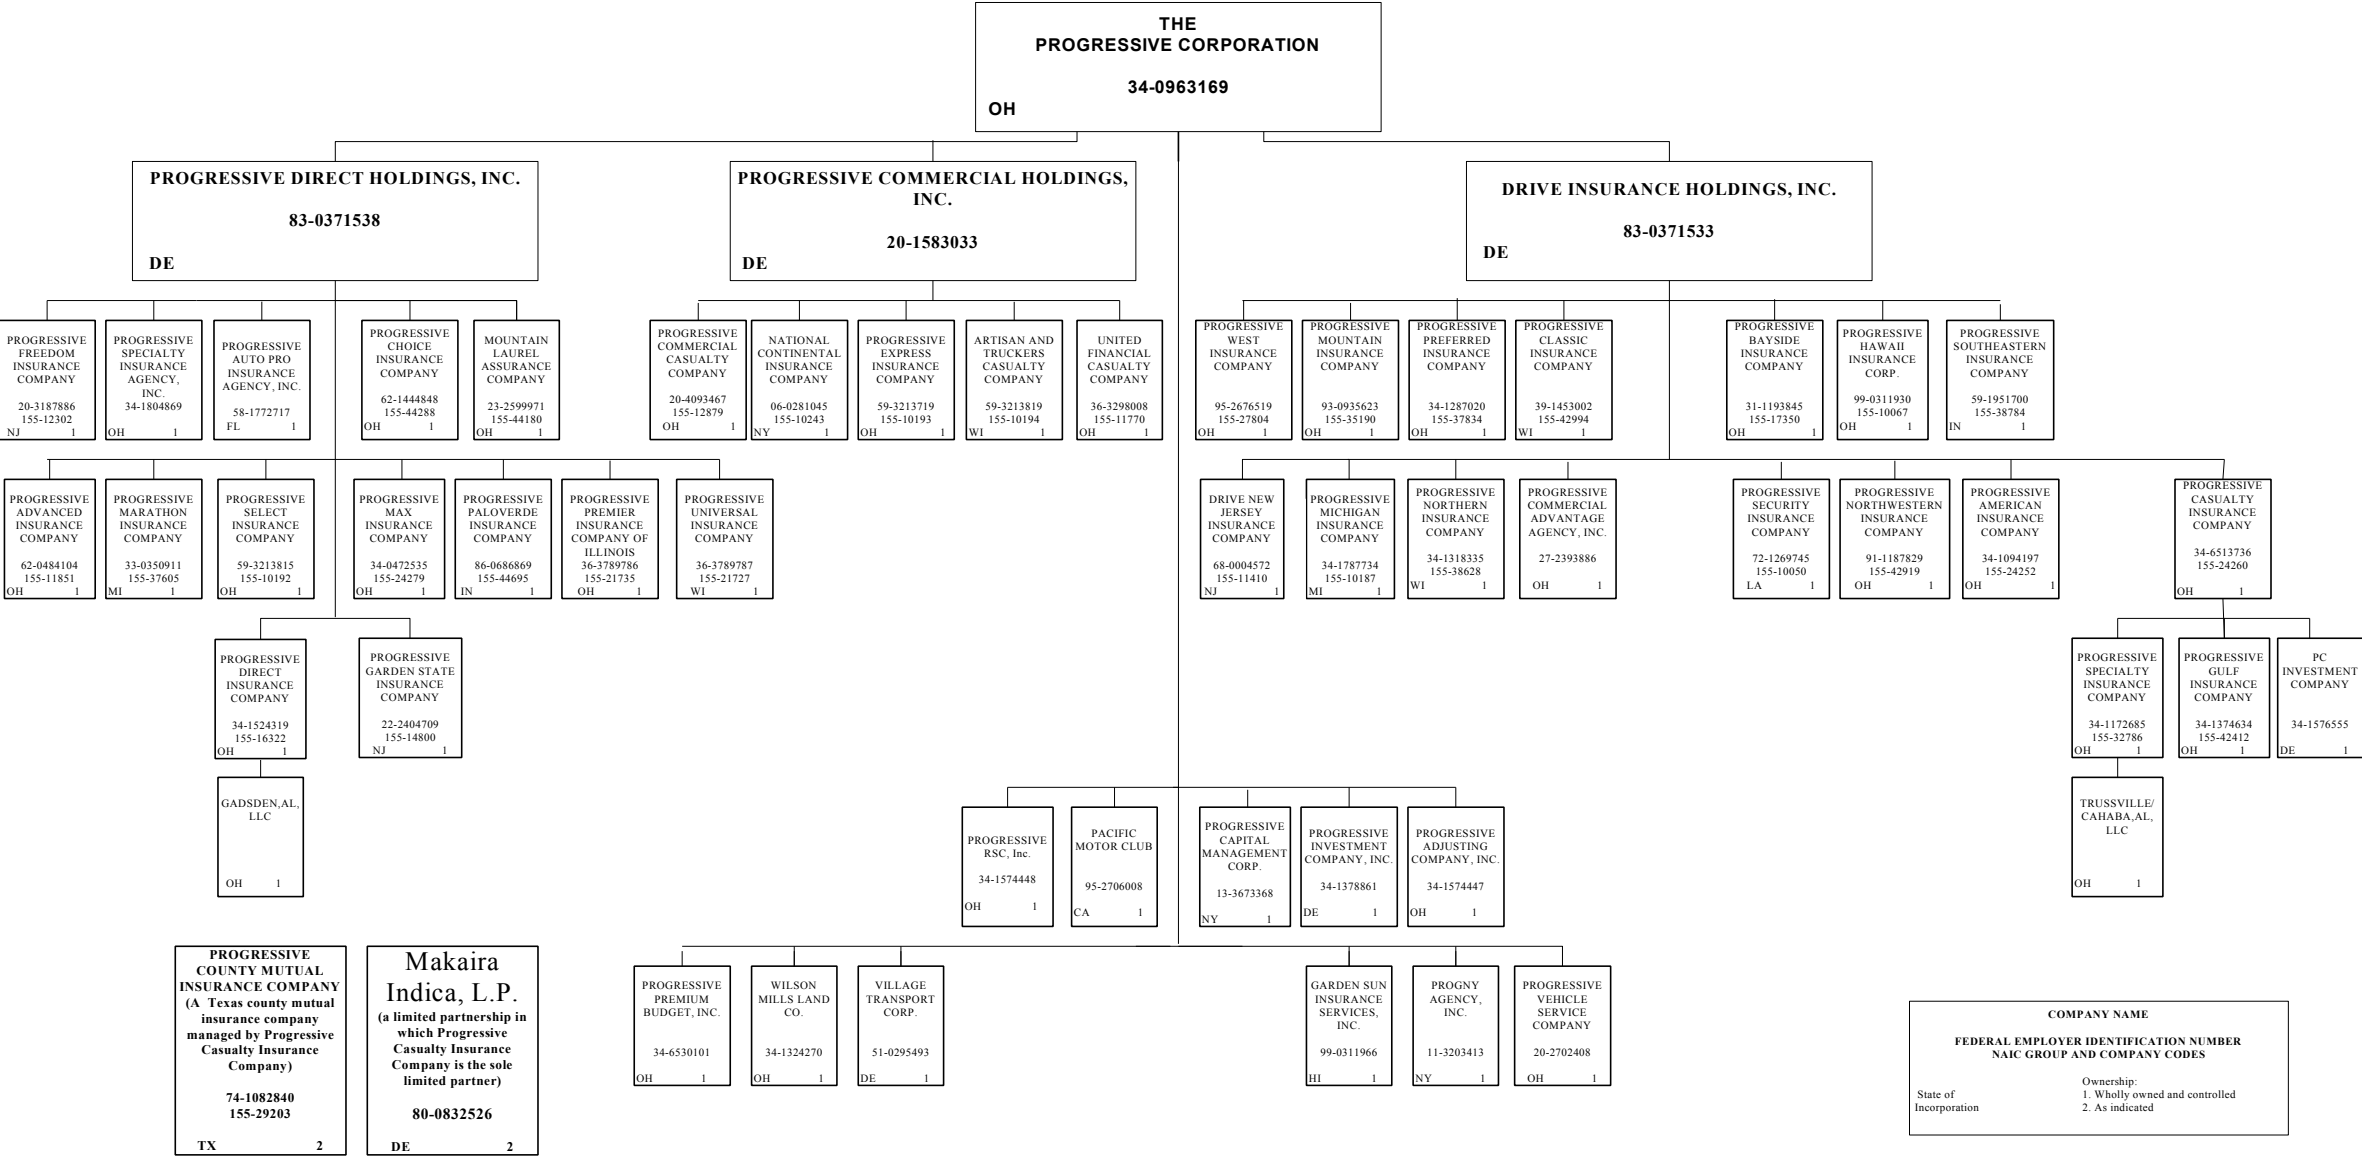 THE
PROGRESSIVE CORPORATION
34-0963169
OH
PROGRESSIVE DIRECT HOLDINGS, INC.
83-0371538
DE
PROGRESSIVE COMMERCIAL HOLDINGS,
INC.
20-1583033
DE
DRIVE INSURANCE HOLDINGS, INC.
83-0371533
DE
PROGRESSIVE
FREEDOM
INSURANCE
COMPANY
20-3187886
155-12302
NJ 1
PROGRESSIVE
SPECIALTY
INSURANCE
AGENCY,
INC.
34-1804869
OH 1
PROGRESSIVE
AUTO PRO
INSURANCE
AGENCY, INC.
58-1772717
FL 1
PROGRESSIVE
CHOICE
INSURANCE
COMPANY
62-1444848
155-44288
OH 1
MOUNTAIN
LAUREL
ASSURANCE
COMPANY
23-2599971
155-44180
OH 1
PROGRESSIVE
COMMERCIAL
CASUALTY
COMPANY
20-4093467
155-12879
OH 1
NATIONAL
CONTINENTAL
INSURANCE
COMPANY
06-0281045
155-10243
NY 1
PROGRESSIVE
EXPRESS
INSURANCE
COMPANY
59-3213719
155-10193
OH 1
ARTISAN AND
TRUCKERS
CASUALTY
COMPANY
59-3213819
155-10194
WI 1
UNITED
FINANCIAL
CASUALTY
COMPANY
36-3298008
155-11770
OH 1
PROGRESSIVE
WEST
INSURANCE
COMPANY
95-2676519
155-27804
OH 1
PROGRESSIVE
MOUNTAIN
INSURANCE
COMPANY
93-0935623
155-35190
OH 1
PROGRESSIVE
PREFERRED
INSURANCE
COMPANY
34-1287020
155-37834
OH 1
PROGRESSIVE
CLASSIC
INSURANCE
COMPANY
39-1453002
155-42994
WI 1
PROGRESSIVE
BAYSIDE
INSURANCE
COMPANY
31-1193845
155-17350
OH 1
PROGRESSIVE
HAWAII
INSURANCE
CORP.
99-0311930
155-10067
OH 1
PROGRESSIVE
SOUTHEASTERN
INSURANCE
COMPANY
59-1951700
155-38784
IN 1
PROGRESSIVE
ADVANCED
INSURANCE
COMPANY
62-0484104
155-11851
OH 1
PROGRESSIVE
MARATHON
INSURANCE
COMPANY
33-0350911
155-37605
MI 1
PROGRESSIVE
SELECT
INSURANCE
COMPANY
59-3213815
155-10192
OH 1
PROGRESSIVE
MAX
INSURANCE
COMPANY
34-0472535
155-24279
OH 1
PROGRESSIVE
PALOVERDE
INSURANCE
COMPANY
86-0686869
155-44695
IN 1
PROGRESSIVE
PREMIER
INSURANCE
COMPANY OF
ILLINOIS
36-3789786
155-21735
OH 1
PROGRESSIVE
UNIVERSAL
INSURANCE
COMPANY
36-3789787
155-21727
WI 1
DRIVE NEW
JERSEY
INSURANCE
COMPANY
68-0004572
155-11410
NJ 1
PROGRESSIVE
MICHIGAN
INSURANCE
COMPANY
34-1787734
155-10187
MI 1
PROGRESSIVE
NORTHERN
INSURANCE
COMPANY
34-1318335
155-38628
WI 1
PROGRESSIVE
COMMERCIAL
ADVANTAGE
AGENCY, INC.
27-2393886
OH 1
PROGRESSIVE
SECURITY
INSURANCE
COMPANY
72-1269745
155-10050
LA 1
PROGRESSIVE
NORTHWESTERN
INSURANCE
COMPANY
91-1187829
155-42919
OH 1
PROGRESSIVE
AMERICAN
INSURANCE
COMPANY
34-1094197
155-24252
OH 1
PROGRESSIVE
CASUALTY
INSURANCE
COMPANY
34-6513736
155-24260
OH 1
PROGRESSIVE
DIRECT
INSURANCE
COMPANY
34-1524319
155-16322
OH 1
PROGRESSIVE
GARDEN STATE
INSURANCE
COMPANY
22-2404709
155-14800
NJ 1
PROGRESSIVE
SPECIALTY
INSURANCE
COMPANY
34-1172685
155-32786
OH 1
PROGRESSIVE
GULF
INSURANCE
COMPANY
34-1374634
155-42412
OH 1
PC
INVESTMENT
COMPANY
34-1576555
DE 1
GADSDEN,AL,
LLC
OH 1
TRUSSVILLE/
CAHABA,AL,
LLC
OH 1
PROGRESSIVE
RSC, Inc.
34-1574448
OH 1
PACIFIC
MOTOR CLUB
95-2706008
CA 1
PROGRESSIVE
CAPITAL
MANAGEMENT
CORP.
13-3673368
NY 1
PROGRESSIVE
INVESTMENT
COMPANY, INC.
34-1378861
DE 1
PROGRESSIVE
ADJUSTING
COMPANY, INC.
34-1574447
OH 1
PROGRESSIVE
COUNTY MUTUAL
INSURANCE COMPANY
(A Texas county mutual
insurance company
managed by Progressive
Casualty Insurance
Company)
74-1082840
155-29203
TX 2
Makaira
Indica, L.P.
(a limited partnership in
which Progressive
Casualty Insurance
Company is the sole
limited partner)
80-0832526
DE 2
PROGRESSIVE
PREMIUM
BUDGET, INC.
34-6530101
OH 1
WILSON
MILLS LAND
CO.
34-1324270
OH 1
VILLAGE
TRANSPORT
CORP.
51-0295493
DE 1
GARDEN SUN
INSURANCE
SERVICES,
INC.
99-0311966
HI 1
PROGNY
AGENCY,
INC.
11-3203413
NY 1
PROGRESSIVE
VEHICLE
SERVICE
COMPANY
20-2702408
OH 1
COMPANY NAME
FEDERAL EMPLOYER IDENTIFICATION NUMBER
NAIC GROUP AND COMPANY CODES
Ownership:
State of 1. Wholly owned and controlled
Incorporation 2. As indicated